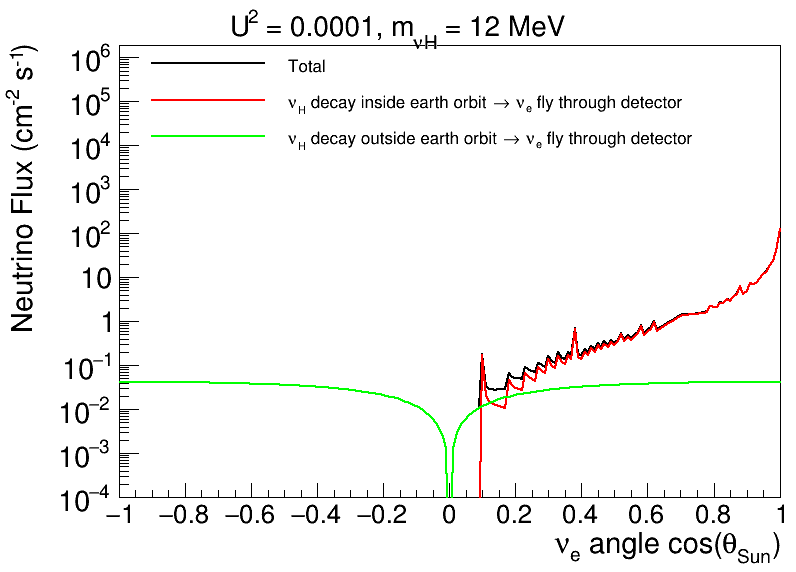 U² = 0.0001, m_νH = 12 MeV
Neutrino Flux (cm⁻² s⁻¹)
Total
ν_H decay inside earth orbit → ν_e fly through detector
ν_H decay outside earth orbit → ν_e fly through detector
10⁶
10⁵
10⁴
10³
10²
10
1
10⁻¹
10⁻²
10⁻³
10⁻⁴
−1 −0.8 −0.6 −0.4 −0.2 0 0.2 0.4 0.6 0.8 1
ν_e angle cos(θ_Sun)